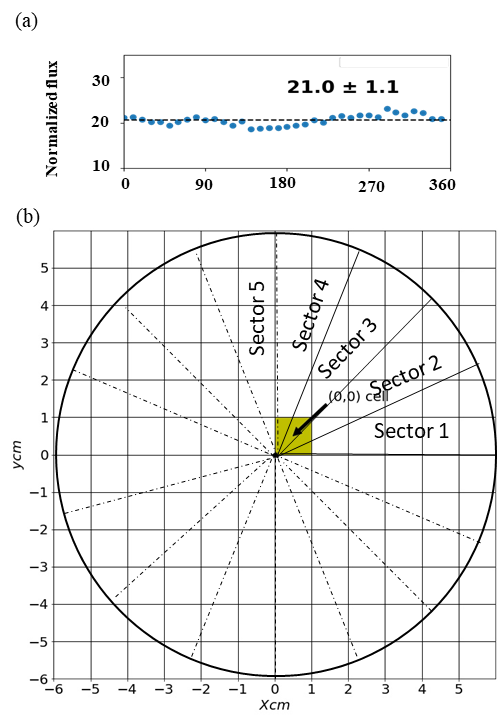 (a)
Normalized flux
30
20
10
21.0 ± 1.1
0 90 180 270 360
(b)
ycm
5
4
3
2
1
0
−1
−2
−3
−4
−5
−6
Sector 5
Sector 4
Sector 3
Sector 2
(0,0) cell
Sector 1
−6 −5 −4 −3 −2 −1 0 1 2 3 4 5
Xcm